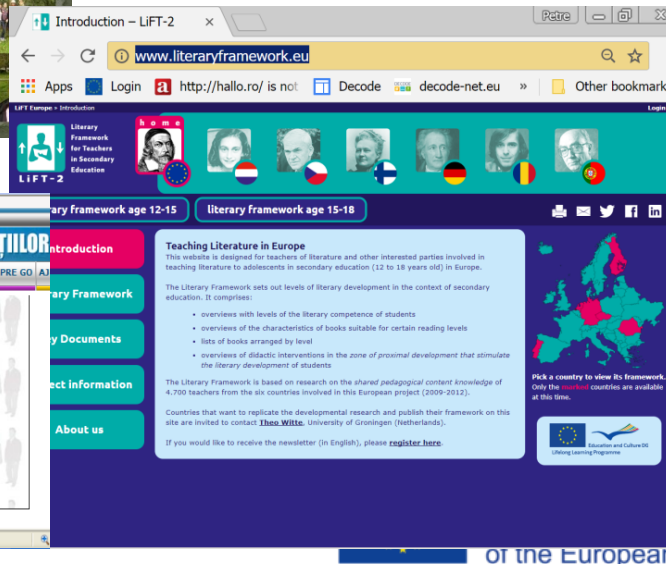 Introduction – LiFT-2
Petre
www.literaryframework.eu
Apps Login http://hallo.ro/ is not Decode decode-net.eu » Other bookmark
LiFT Europe » Introduction
Login
Literary
Framework
for Teachers
in Secondary
Education
LiFT-2
home
rary framework age 12-15
literary framework age 15-18
ȚIILOR
PRE GO AJ
ntroduction
rary Framework
y Documents
ect information
About us
Teaching Literature in Europe
This website is designed for teachers of literature and other interested parties involved in
teaching literature to adolescents in secondary education (12 to 18 years old) in Europe.
The Literary Framework sets out levels of literary development in the context of secondary
education. It comprises:
• overviews with levels of the literary competence of students
• overviews of the characteristics of books suitable for certain reading levels
• lists of books arranged by level
• overviews of didactic interventions in the zone of proximal development that stimulate
the literary development of students
The Literary Framework is based on research on the shared pedagogical content knowledge of
4.700 teachers from the six countries involved in this European project (2009-2012).
Countries that want to replicate the developmental research and publish their framework on this
site are invited to contact Theo Witte, University of Groningen (Netherlands).
If you would like to receive the newsletter (in English), please register here.
Pick a country to view its framework.
Only the marked countries are available
at this time.
Education and Culture DG
Lifelong Learning Programme
of the European